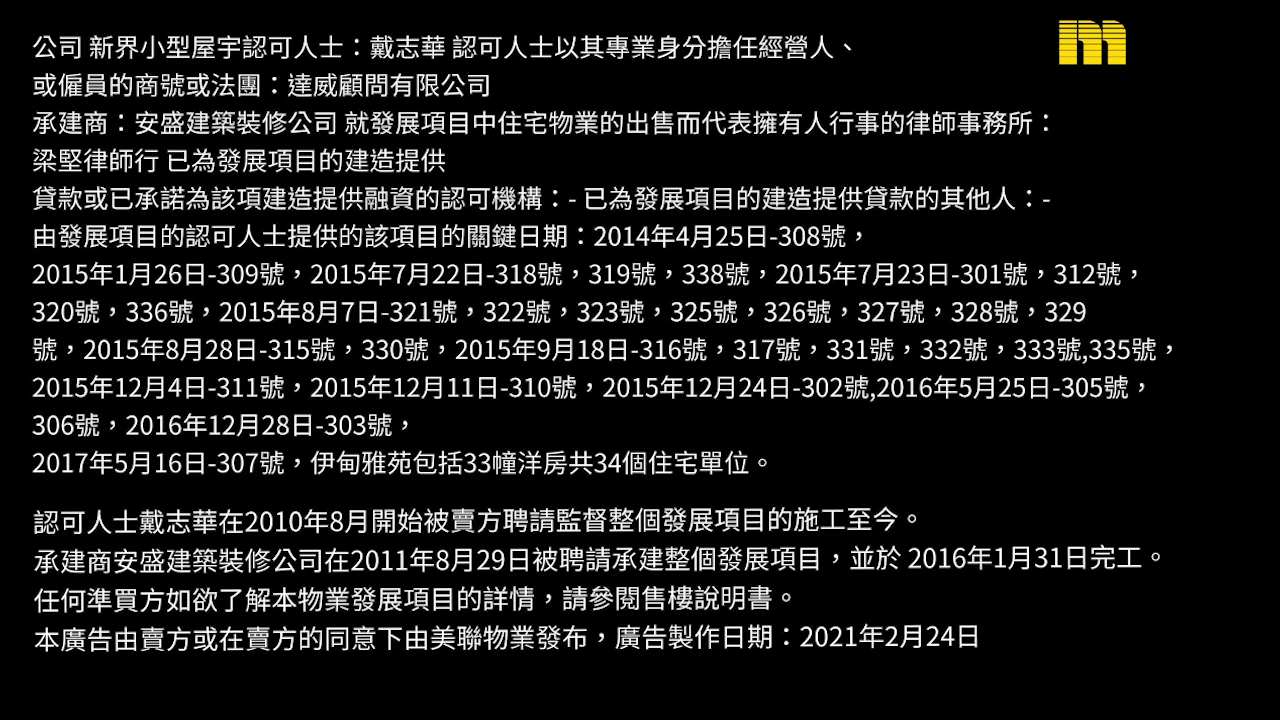 公司 新界小型屋宇認可人士：戴志華 認可人士以其專業身分擔任經營人、
或僱員的商號或法團：達威顧問有限公司
承建商：安盛建築裝修公司 就發展項目中住宅物業的出售而代表擁有人行事的律師事務所：
梁堅律師行 已為發展項目的建造提供
貸款或已承諾為該項建造提供融資的認可機構：- 已為發展項目的建造提供貸款的其他人：-
由發展項目的認可人士提供的該項目的關鍵日期：2014年4月25日-308號，
2015年1月26日-309號，2015年7月22日-318號，319號，338號，2015年7月23日-301號，312號，
320號，336號，2015年8月7日-321號，322號，323號，325號，326號，327號，328號，329
號，2015年8月28日-315號，330號，2015年9月18日-316號，317號，331號，332號，333號,335號，
2015年12月4日-311號，2015年12月11日-310號，2015年12月24日-302號,2016年5月25日-305號，
306號，2016年12月28日-303號，
2017年5月16日-307號，伊甸雅苑包括33幢洋房共34個住宅單位。
認可人士戴志華在2010年8月開始被賣方聘請監督整個發展項目的施工至今。
承建商安盛建築裝修公司在2011年8月29日被聘請承建整個發展項目，並於 2016年1月31日完工。
任何準買方如欲了解本物業發展項目的詳情，請參閱售樓說明書。
本廣告由賣方或在賣方的同意下由美聯物業發布，廣告製作日期：2021年2月24日